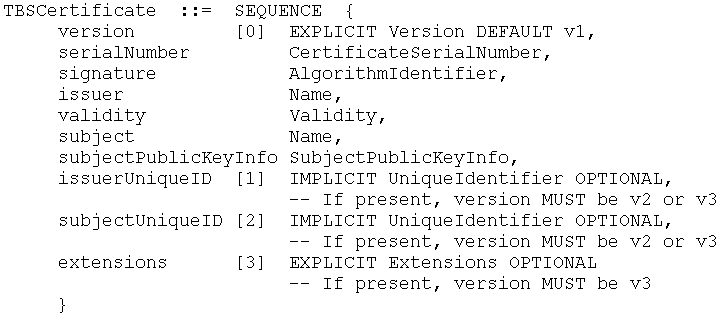 TBSCertificate  ::=  SEQUENCE  {
     version         [0]  EXPLICIT Version DEFAULT v1,
     serialNumber         CertificateSerialNumber,
     signature            AlgorithmIdentifier,
     issuer               Name,
     validity             Validity,
     subject              Name,
     subjectPublicKeyInfo SubjectPublicKeyInfo,
     issuerUniqueID  [1]  IMPLICIT UniqueIdentifier OPTIONAL,
                          -- If present, version MUST be v2 or v3
     subjectUniqueID [2]  IMPLICIT UniqueIdentifier OPTIONAL,
                          -- If present, version MUST be v2 or v3
     extensions      [3]  EXPLICIT Extensions OPTIONAL
                          -- If present, version MUST be v3
     }